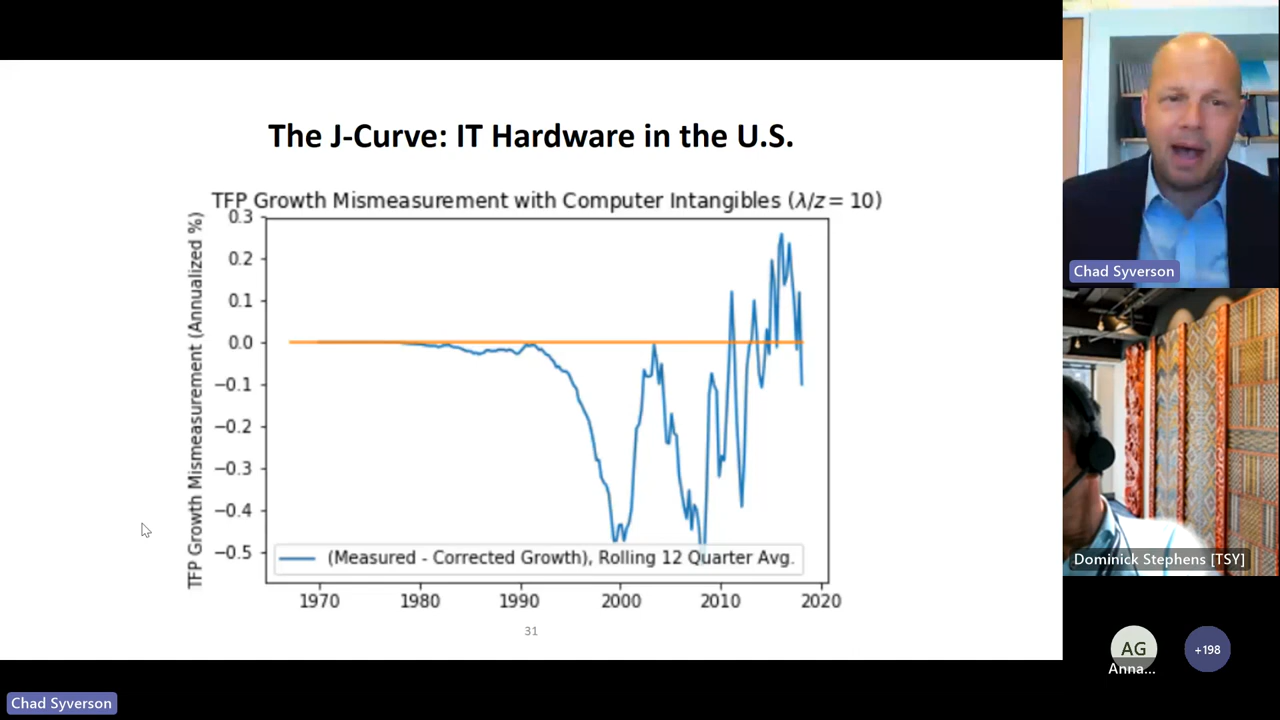 The J-Curve: IT Hardware in the U.S.
TFP Growth Mismeasurement with Computer Intangibles (λ/z = 10)
TFP Growth Mismeasurement (Annualized %)
0.3
0.2
0.1
0.0
−0.1
−0.2
−0.3
−0.4
−0.5
(Measured - Corrected Growth), Rolling 12 Quarter Avg.
1970 1980 1990 2000 2010 2020
31
Chad Syverson
Chad Syverson
Dominick Stephens [TSY]
AG
Anna...
+198